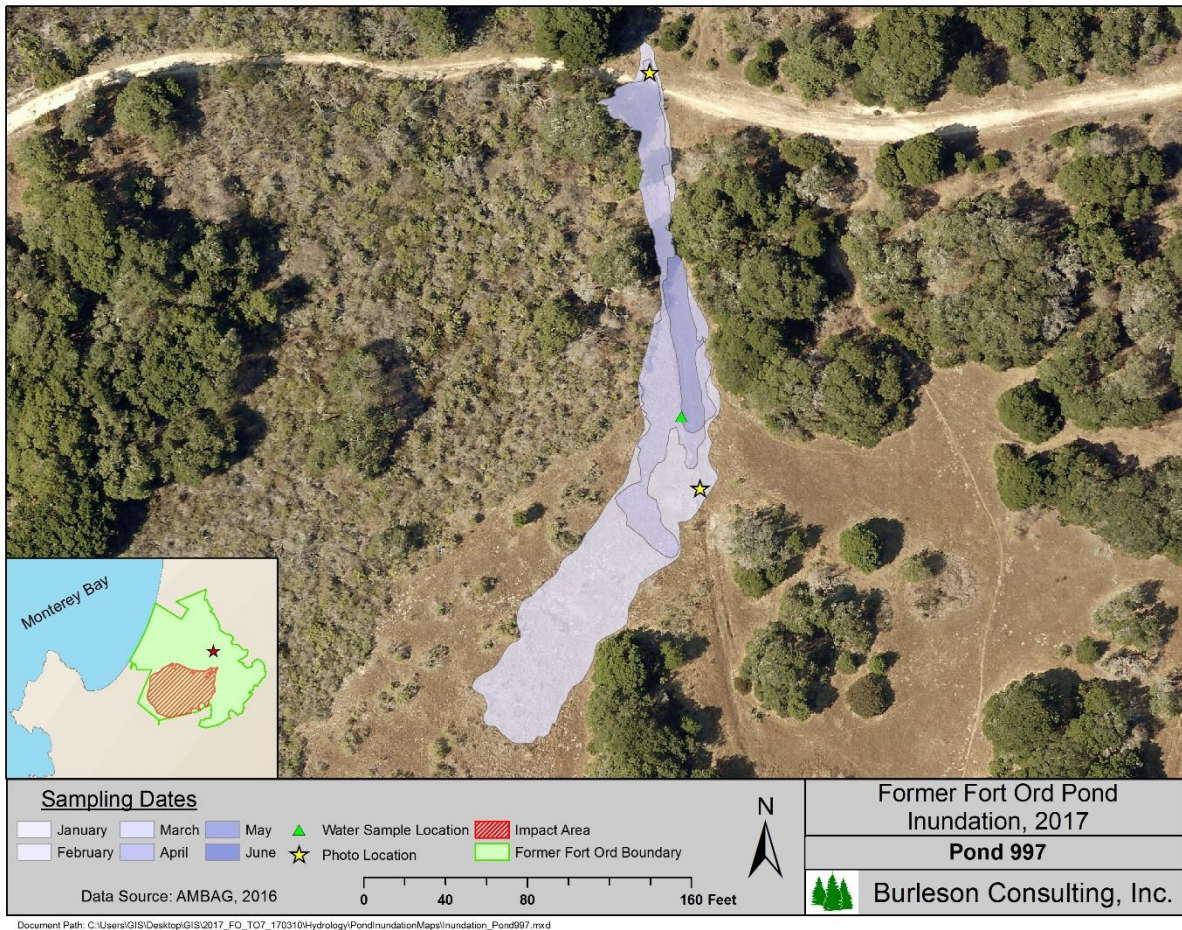 Monterey Bay
Sampling Dates
January
February
March
April
May
June
Water Sample Location
Photo Location
Impact Area
Former Fort Ord Boundary
Data Source: AMBAG, 2016
0 40 80 160 Feet
N
Former Fort Ord Pond
Inundation, 2017
Pond 997
Burleson Consulting, Inc.
Document Path: C:\Users\GIS\Desktop\GIS\2017_FO_TO7_170310\Hydrology\PondInundationMaps\Inundation_Pond997.mxd